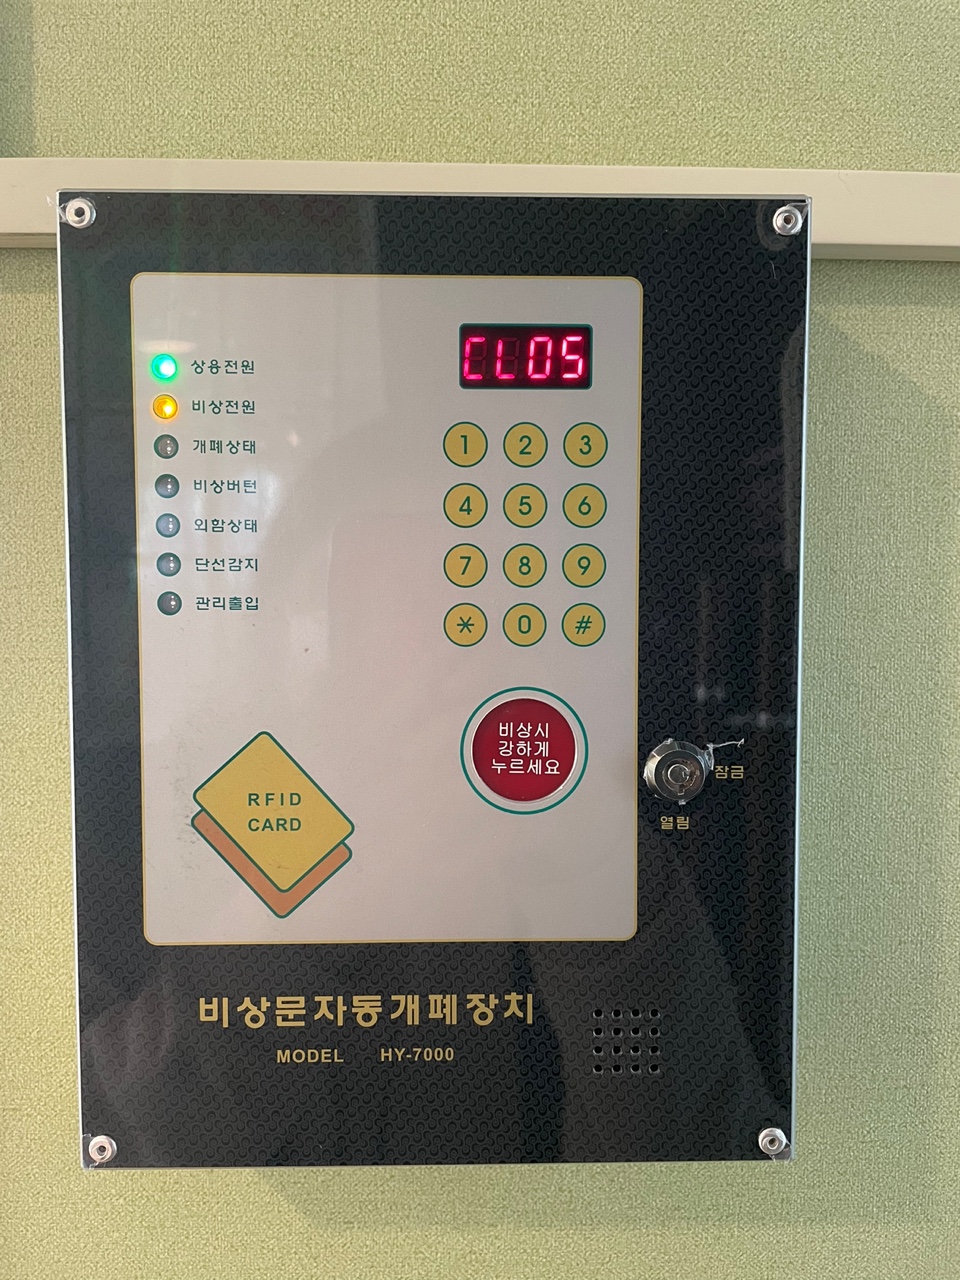 상용전원
비상전원
개폐상태
비상버턴
외함상태
단선감지
관리출입
CLOS
1 2 3
4 5 6
7 8 9
* 0 #
비상시
강하게
누르세요
잠금
열림
RFID
CARD
비상문자동개폐장치
MODEL HY-7000